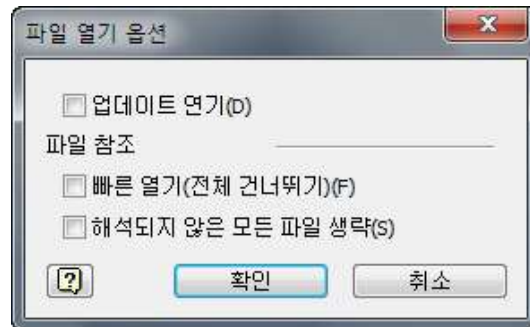 파일 열기 옵션
업데이트 연기(D)
파일 참조
빠른 열기(전체 건너뛰기)(F)
해석되지 않은 모든 파일 생략(S)
확인 취소